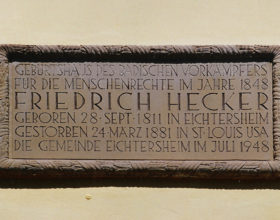 GEBURTSHAUS DES BADISCHEN VORKÄMPFERS
FÜR DIE MENSCHENRECHTE IM JAHRE 1848
FRIEDRICH HECKER
GEBOREN 28·SEPT·1811 IN EICHTERSHEIM
GESTORBEN 24·MÄRZ 1881 IN ST·LOUIS USA
DIE GEMEINDE EICHTERSHEIM IM JULI 1948